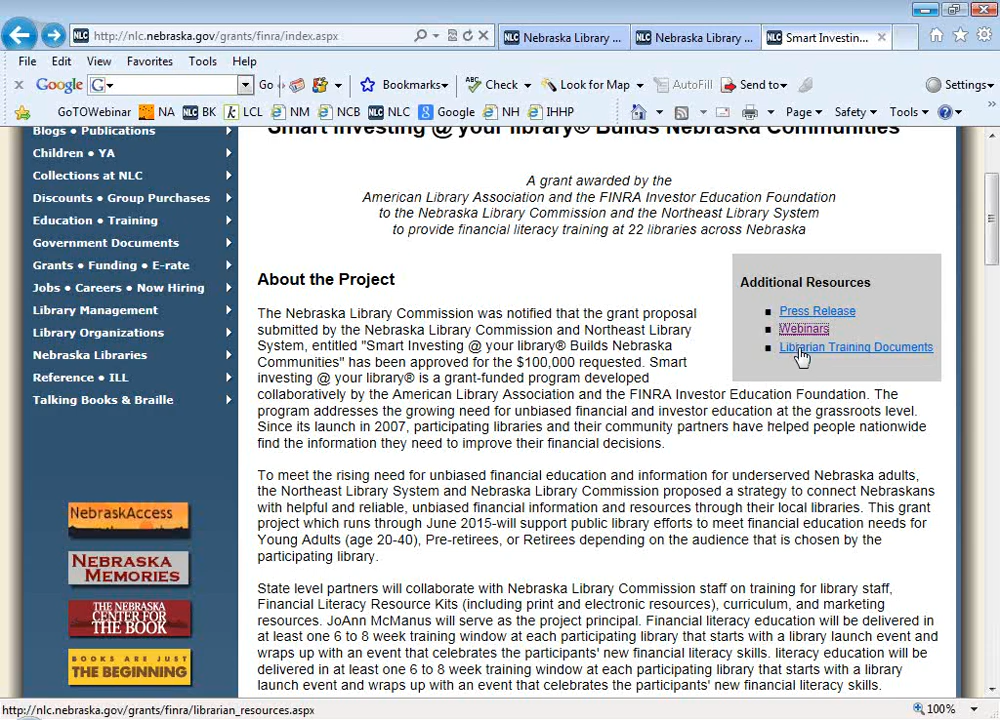 http://nlc.nebraska.gov/grants/finra/index.aspx
Nebraska Library ...
Nebraska Library ...
Smart Investin...
File Edit View Favorites Tools Help
Google Go Bookmarks Check Look for Map AutoFill Send to Settings
GoTOWebinar NA BK LCL NM NCB NLC Google NH IHHP Page Safety Tools
Smart investing @ your library® Builds Nebraska Communities
Blogs • Publications
Children • YA
Collections at NLC
Discounts • Group Purchases
Education • Training
Government Documents
Grants • Funding • E-rate
Jobs • Careers • Now Hiring
Library Management
Library Organizations
Nebraska Libraries
Reference • ILL
Talking Books & Braille
NebraskAccess
NEBRASKA
MEMORIES
THE NEBRASKA
CENTER FOR
THE BOOK
BOOKS ARE JUST
THE BEGINNING
A grant awarded by the
American Library Association and the FINRA Investor Education Foundation
to the Nebraska Library Commission and the Northeast Library System
to provide financial literacy training at 22 libraries across Nebraska
About the Project
Additional Resources
Press Release
Webinars
Librarian Training Documents
The Nebraska Library Commission was notified that the grant proposal
submitted by the Nebraska Library Commission and Northeast Library
System, entitled "Smart Investing @ your library® Builds Nebraska
Communities" has been approved for the $100,000 requested. Smart
investing @ your library® is a grant-funded program developed
collaboratively by the American Library Association and the FINRA Investor Education Foundation. The
program addresses the growing need for unbiased financial and investor education at the grassroots level.
Since its launch in 2007, participating libraries and their community partners have helped people nationwide
find the information they need to improve their financial decisions.
To meet the rising need for unbiased financial education and information for underserved Nebraska adults,
the Northeast Library System and Nebraska Library Commission proposed a strategy to connect Nebraskans
with helpful and reliable, unbiased financial information and resources through their local libraries. This grant
project which runs through June 2015-will support public library efforts to meet financial education needs for
Young Adults (age 20-40), Pre-retirees, or Retirees depending on the audience that is chosen by the
participating library.
State level partners will collaborate with Nebraska Library Commission staff on training for library staff,
Financial Literacy Resource Kits (including print and electronic resources), curriculum, and marketing
resources. JoAnn McManus will serve as the project principal. Financial literacy education will be delivered in
at least one 6 to 8 week training window at each participating library that starts with a library launch event and
wraps up with an event that celebrates the participants' new financial literacy skills. literacy education will be
delivered in at least one 6 to 8 week training window at each participating library that starts with a library
launch event and wraps up with an event that celebrates the participants' new financial literacy skills.
http://nlc.nebraska.gov/grants/finra/librarian_resources.aspx
100%